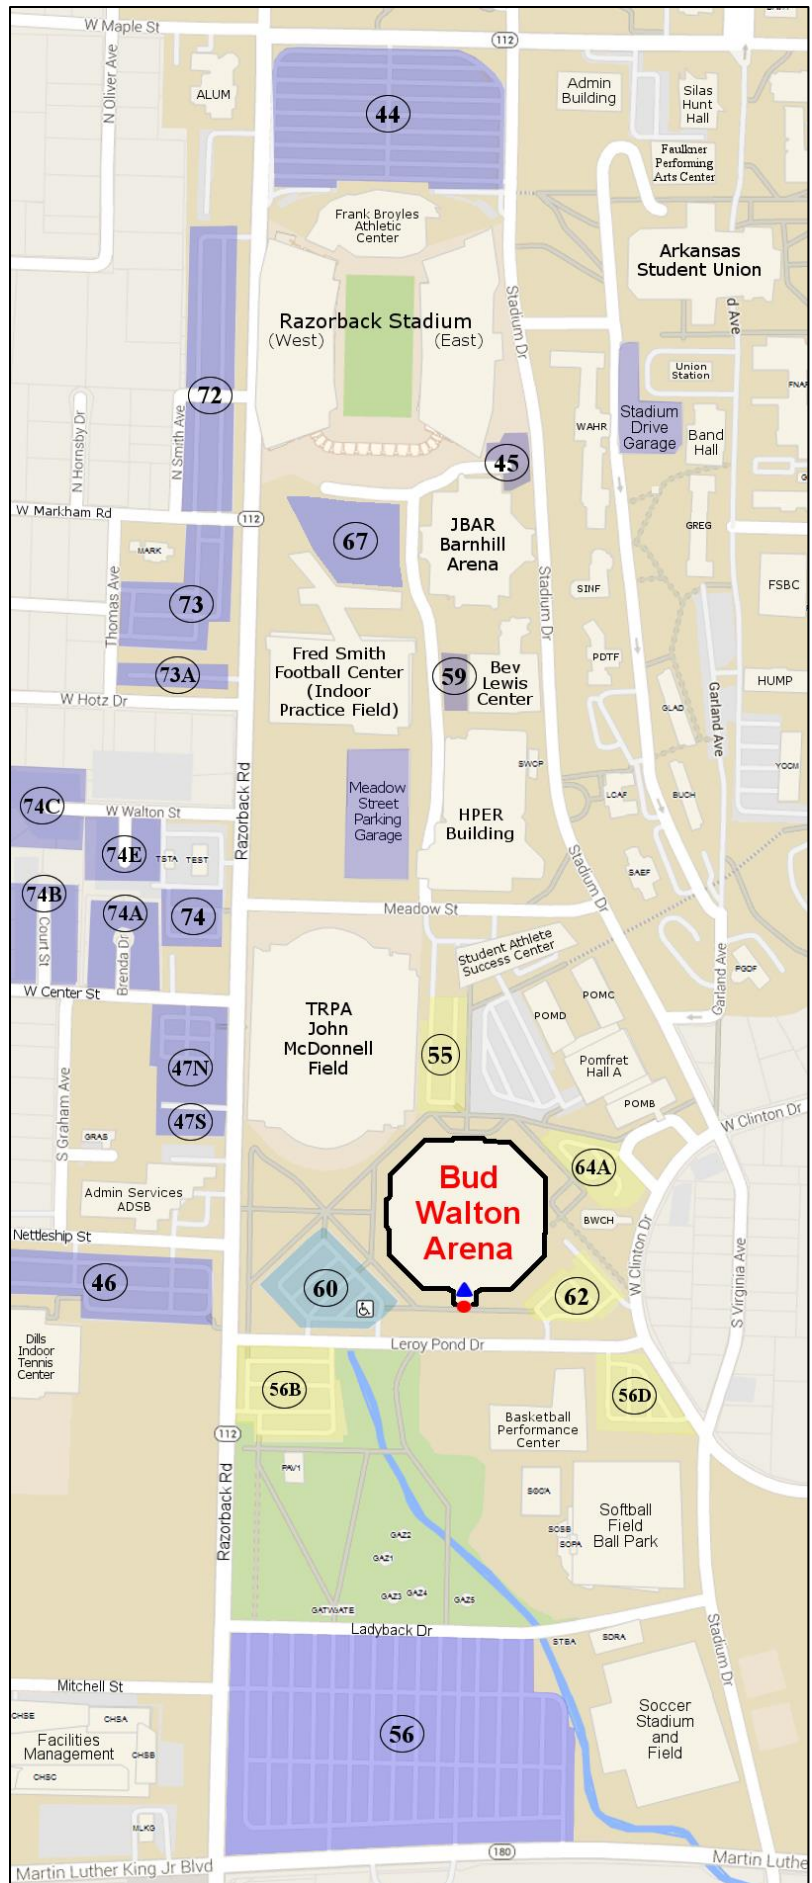 W Maple St
112
N Oliver Ave
ALUM
44
Admin
Building
Silas
Hunt
Hall
Faulkner
Performing
Arts Center
Frank Broyles
Athletic
Center
Arkansas
Student Union
d Ave
Razorback Stadium
(West)
(East)
Stadium Dr
Union
Station
FNAR
72
N Hornsby Dr
N Smith Ave
WAHR
Stadium
Drive
Garage
Band
Hall
45
W Markham Rd
112
67
JBAR
Barnhill
Arena
GREG
MARK
Thomas Ave
73
Stadium Dr
SINF
FSBC
Fred Smith
Football Center
(Indoor
Practice Field)
59
Bev
Lewis
Center
PDTF
73A
HUMP
W Hotz Dr
GLAD
Garland Ave
Razorback Rd
SWCP
YOCM
74C
W Walton St
Meadow
Street
Parking
Garage
HPER
Building
LCAF
BUCH
74E
TSTA
TEST
Stadium Dr
SAEF
74B
74A
74
Meadow St
Court St
Brenda Dr
Student Athlete
Success Center
Garland Ave
PGDF
W Center St
TRPA
John
McDonnell
Field
POMC
POMD
55
47N
Pomfret
Hall A
S Graham Ave
47S
POMB
W Clinton Dr
GRAS
Bud
Walton
Arena
64A
Admin Services
ADSB
BWCH
Nettleship St
W Clinton Dr
S Virginia Ave
46
60
62
Dills
Indoor
Tennis
Center
Leroy Pond Dr
56B
56D
Basketball
Performance
Center
112
PAV1
Razorback Rd
Softball
Field
Ball Park
SOSB
SOPA
GAZ2
GAZ1
GAZ3
GAZ4
GAZ5
GATWGATE
Ladyback Dr
STBA
SDRA
Stadium Dr
Mitchell St
CHSE
CHSA
Facilities
Management
CHSB
CHSC
56
Soccer
Stadium
and
Field
MLKG
180
Martin Luther King Jr Blvd
Martin Luthe